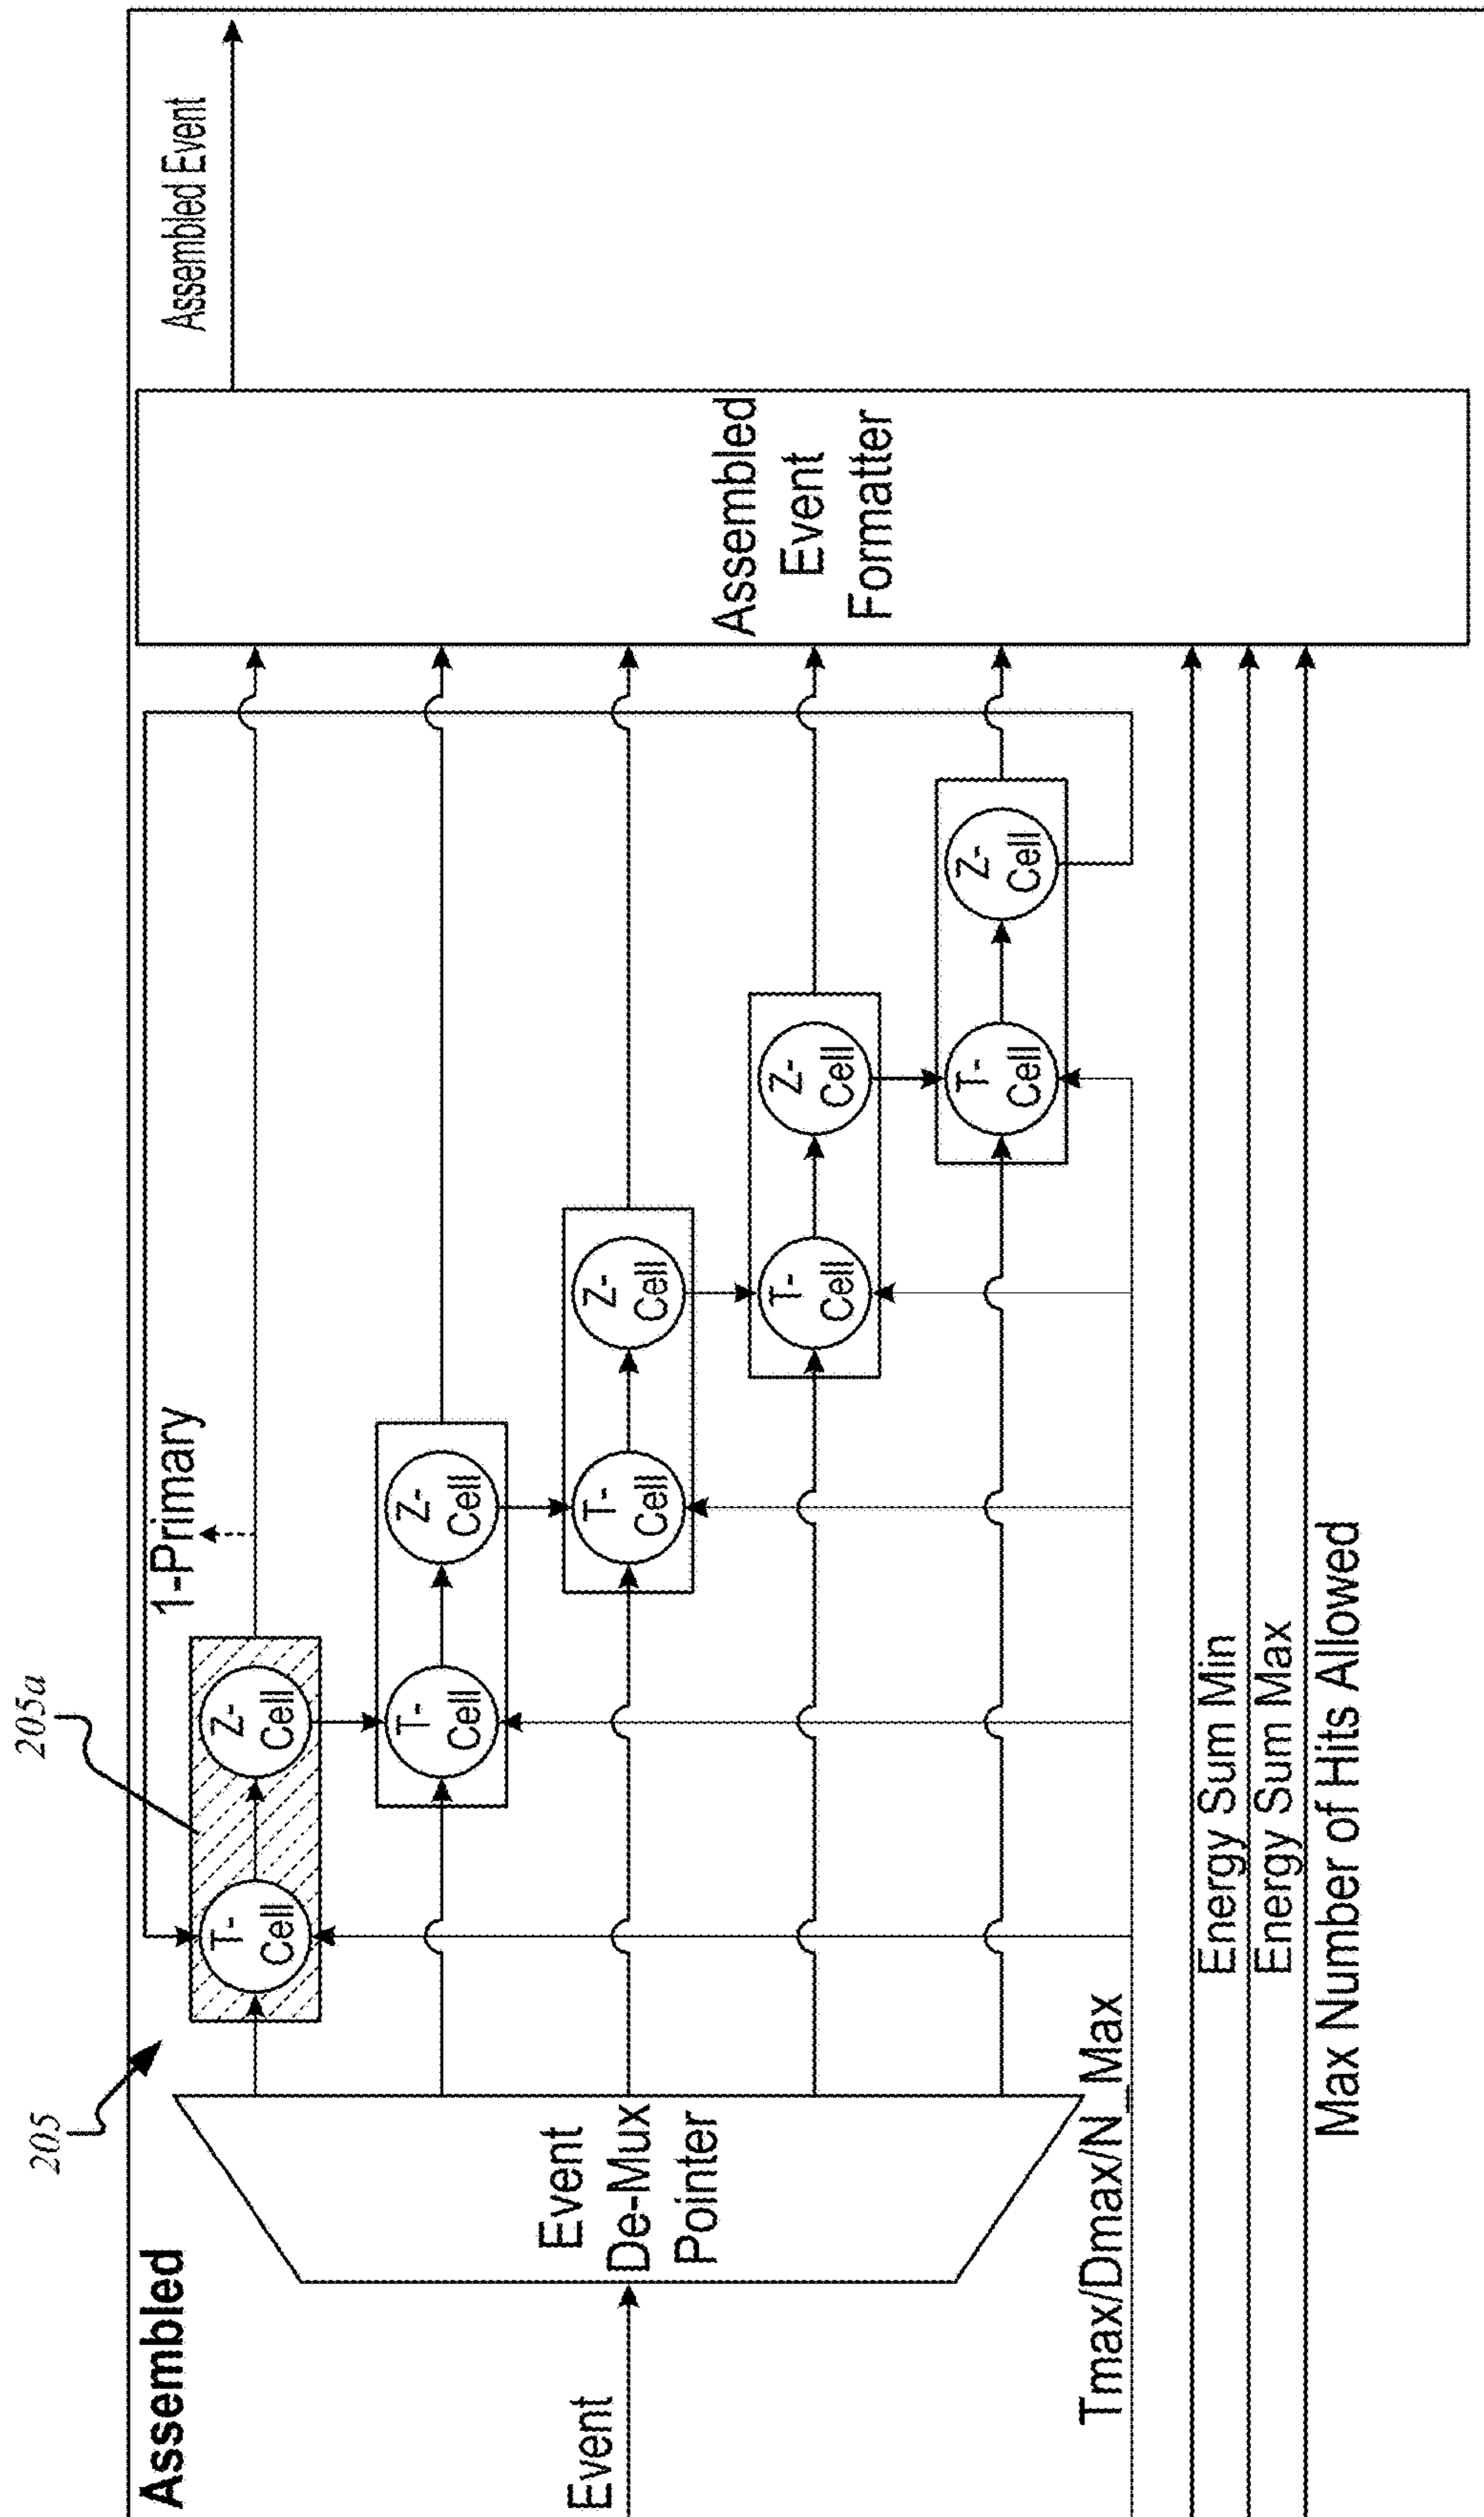 Assembled
205
205a
1-Primary
Assembled Event
Event
Event
De-Mux
Pointer
T-
Cell
Z-
Cell
T-
Cell
Z-
Cell
T-
Cell
Z-
Cell
T-
Cell
Z-
Cell
T-
Cell
Z-
Cell
Assembled
Event
Formatter
Tmax/Dmax/N_Max
Energy Sum Min
Energy Sum Max
Max Number of Hits Allowed